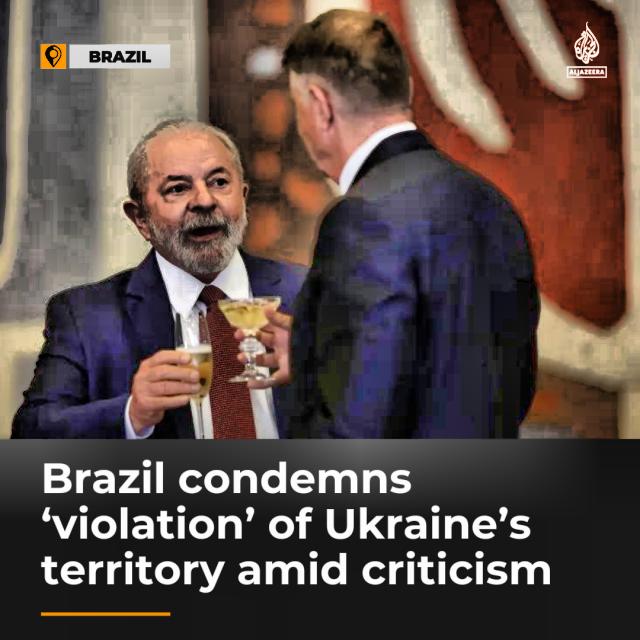 BRAZIL
ALJAZEERA
Brazil condemns
‘violation’ of Ukraine’s
territory amid criticism